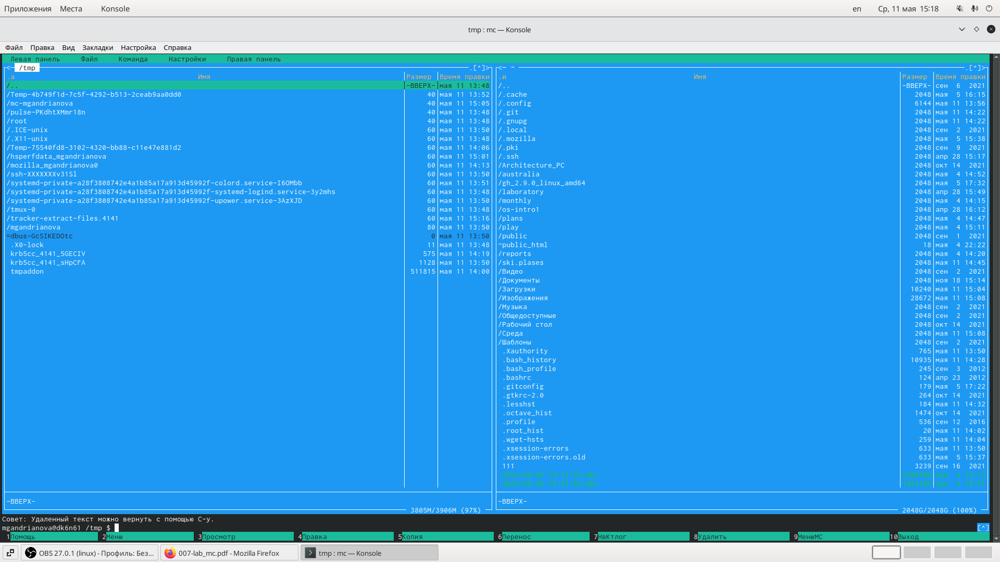 Приложения Места Konsole en Ср, 11 мая 15:18
tmp : mc — Konsole
Файл Правка Вид Закладки Настройка Справка
Левая панель Файл Команда Настройки Правая панель
<─ /tmp .[^]>
.а Имя Размер Время правки
/.. -ВВЕРХ- мая 11 13:48
/Temp-4b749f1d-7c5f-4292-b513-2ceab9aa0dd0 40 мая 11 13:52
/mc-mgandrianova 40 мая 11 15:05
/pulse-PKdhtXMmr18n 40 мая 11 13:48
/root 40 мая 11 13:48
/.ICE-unix 60 мая 11 13:50
/.X11-unix 60 мая 11 13:48
/Temp-75540fd8-3102-4320-bb88-c11e47e881d2 60 мая 11 14:06
/hsperfdata_mgandrianova 60 мая 11 15:01
/mozilla_mgandrianova0 60 мая 11 14:13
/ssh-XXXXXXXv31Sl 60 мая 11 13:50
/systemd-private-a28f3808742e4a1b85a17a913d45992f-colord.service-I6OMbb 60 мая 11 13:51
/systemd-private-a28f3808742e4a1b85a17a913d45992f-systemd-logind.service-3y2mhs 60 мая 11 13:48
/systemd-private-a28f3808742e4a1b85a17a913d45992f-upower.service-3AzXJD 60 мая 11 13:50
/tmux-0 60 мая 11 13:48
/tracker-extract-files.4141 60 мая 11 15:16
/mgandrianova 80 мая 11 13:50
=dbus-GcSIKEDOtc 0 мая 11 13:50
.X0-lock 11 мая 11 13:48
krb5cc_4141_5GECIV 575 мая 11 14:19
krb5cc_4141_sHpCFA 1128 мая 11 13:50
tmpaddon 511815 мая 11 14:00
-ВВЕРХ-
3805M/3906M (97%)
<─ ~ .[^]>
.и Имя Размер Время правки
/.. -ВВЕРХ- сен 6 2021
/.cache 2048 мая 5 16:15
/.config 6144 мая 11 13:56
/.git 2048 мая 11 14:22
/.gnupg 2048 мая 11 14:22
/.local 2048 сен 2 2021
/.mozilla 2048 мая 5 15:38
/.pki 2048 сен 9 2021
/.ssh 2048 апр 28 15:17
/Architecture_PC 2048 окт 14 2021
/australia 2048 мая 4 14:52
/gh_2.9.0_linux_amd64 2048 мая 5 17:32
/laboratory 2048 апр 28 15:49
/monthly 2048 мая 4 14:15
/os-intro1 2048 апр 28 16:12
/plans 2048 мая 4 14:47
/play 2048 мая 4 15:11
/public 2048 сен 1 2021
~public_html 18 мая 4 22:22
/reports 2048 мая 4 14:20
/ski.plases 2048 мая 11 14:45
/Видео 2048 сен 2 2021
/Документы 2048 ноя 18 15:14
/Загрузки 10240 мая 11 15:04
/Изображения 28672 мая 11 15:08
/Музыка 2048 сен 2 2021
/Общедоступные 2048 сен 2 2021
/Рабочий стол 2048 окт 14 2021
/Среда 2048 мая 11 15:08
/Шаблоны 2048 сен 2 2021
.Xauthority 765 мая 11 13:50
.bash_history 10935 мая 11 14:28
.bash_profile 245 сен 3 2012
.bashrc 124 апр 23 2012
.gitconfig 179 мая 5 17:22
.gtkrc-2.0 264 окт 14 2021
.lesshst 184 мая 11 14:32
.octave_hist 1474 окт 14 2021
.profile 536 сен 12 2016
.root_hist 20 мая 11 14:02
.wget-hsts 259 мая 11 14:04
.xsession-errors 633 мая 11 13:50
.xsession-errors.old 633 мая 5 15:37
111 3239 сен 16 2021
-ВВЕРХ-
2048G/2048G (100%)
Совет: Удаленный текст можно вернуть с помощью C-y.
mgandrianova@dk6n61 /tmp $ [^]
1Помощь 2Меню 3Просмотр 4Правка 5Копия 6Перенос 7НвКтлог 8Удалить 9МенюMC 10Выход
OBS 27.0.1 (linux) - Профиль: Без... 007-lab_mc.pdf - Mozilla Firefox tmp : mc — Konsole